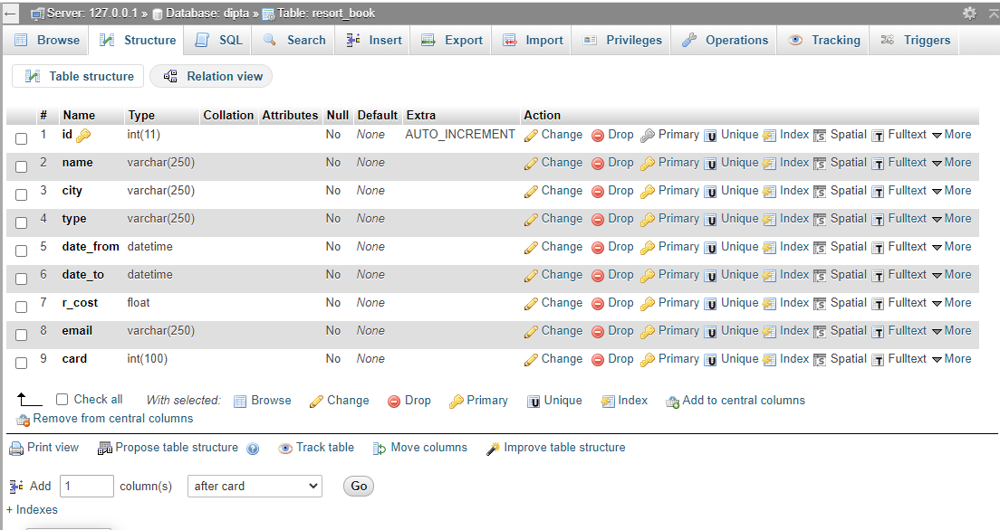 Server: 127.0.0.1 » Database: dipta » Table: resort_book
Browse Structure SQL Search Insert Export Import Privileges Operations Tracking Triggers
Table structure Relation view
# Name Type Collation Attributes Null Default Extra Action
1 id int(11) No None AUTO_INCREMENT Change Drop Primary Unique Index Spatial Fulltext More
2 name varchar(250) No None Change Drop Primary Unique Index Spatial Fulltext More
3 city varchar(250) No None Change Drop Primary Unique Index Spatial Fulltext More
4 type varchar(250) No None Change Drop Primary Unique Index Spatial Fulltext More
5 date_from datetime No None Change Drop Primary Unique Index Spatial Fulltext More
6 date_to datetime No None Change Drop Primary Unique Index Spatial Fulltext More
7 r_cost float No None Change Drop Primary Unique Index Spatial Fulltext More
8 email varchar(250) No None Change Drop Primary Unique Index Spatial Fulltext More
9 card int(100) No None Change Drop Primary Unique Index Spatial Fulltext More
Check all With selected: Browse Change Drop Primary Unique Index Add to central columns
Remove from central columns
Print view Propose table structure Track table Move columns Improve table structure
Add 1 column(s) after card Go
+ Indexes